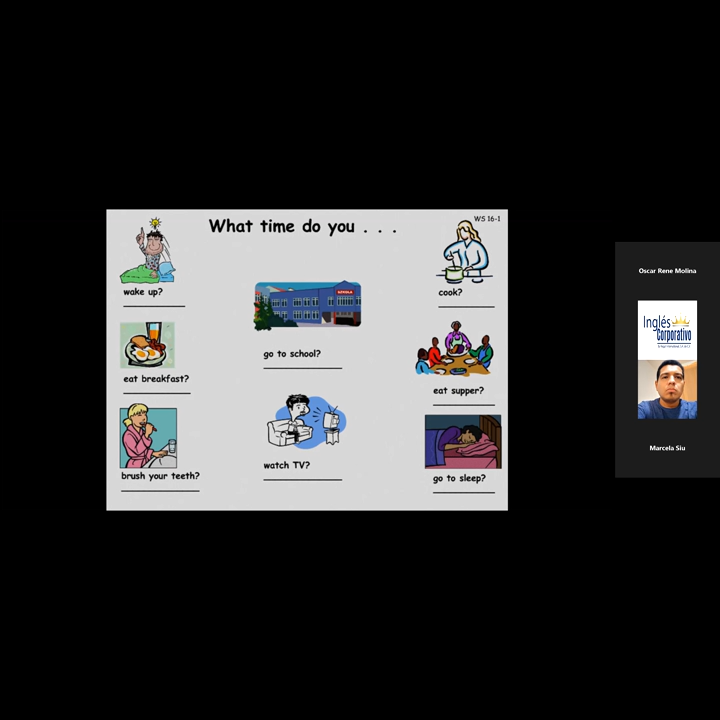 WS 16-1
What time do you . . .
wake up?
eat breakfast?
brush your teeth?
go to school?
watch TV?
cook?
eat supper?
go to sleep?
Oscar Rene Molina
Inglés
Corporativo
Marcela Siu